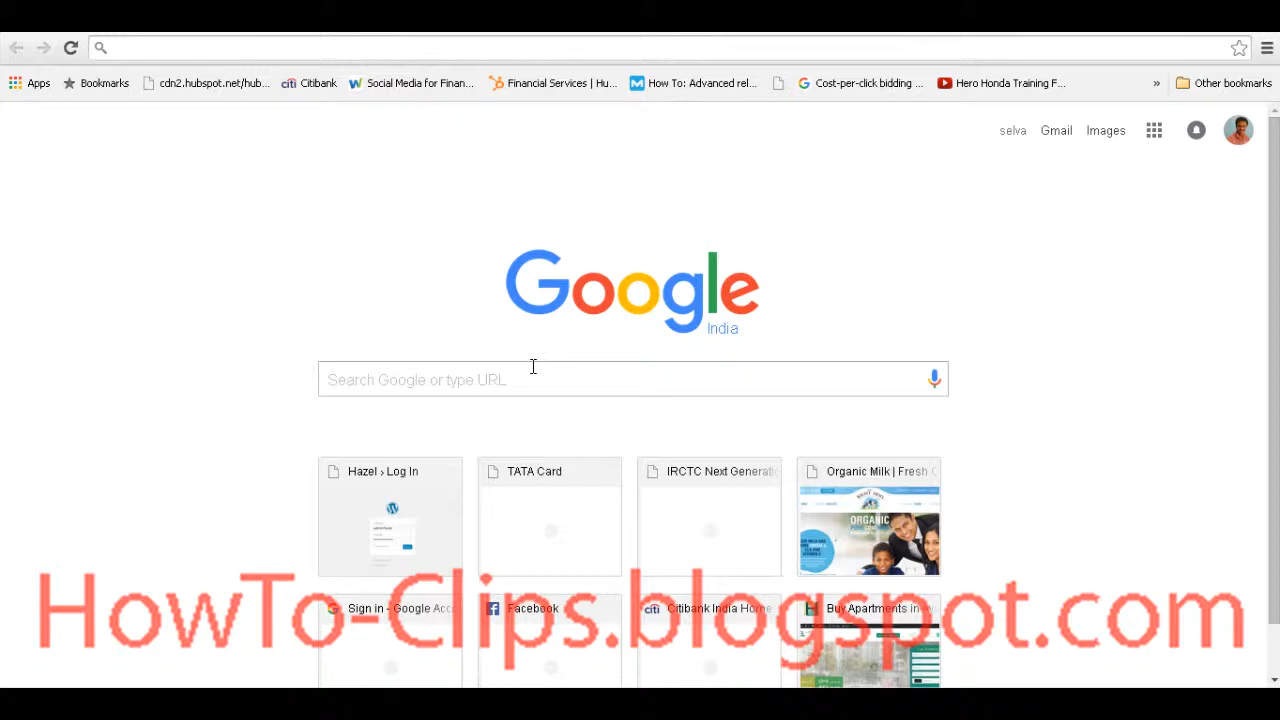 Apps Bookmarks cdn2.hubspot.net/hub... citi Citibank W Social Media for Finan... Financial Services | Hu... M How To: Advanced rel... G Cost-per-click bidding ... Hero Honda Training F... » Other bookmarks
selva Gmail Images
Google
India
Search Google or type URL
Hazel › Log In TATA Card IRCTC Next Generati Organic Milk | Fresh
ORGANIC
Sign in - Google Acc Facebook citi Citibank India Home Buy Apartments in
HowTo-Clips.blogspot.com